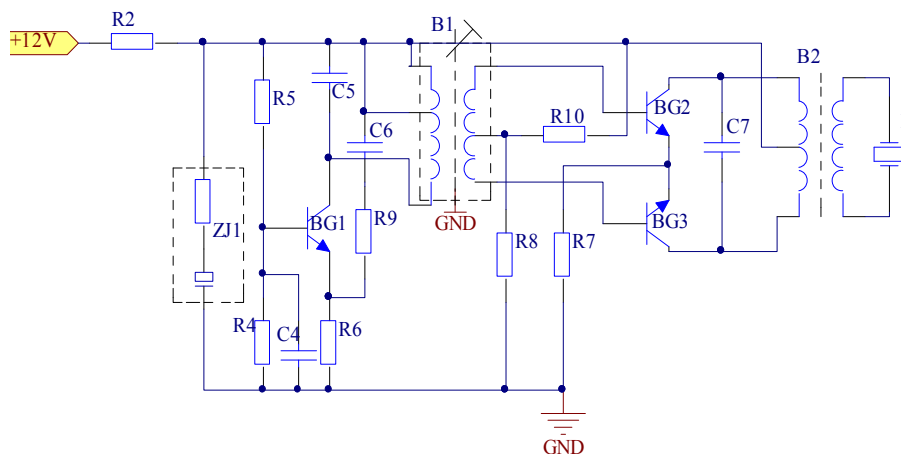 +12V
R2
B1
B2
R5
C5
C6
R10
BG2
C7
ZJ1
BG1
R9
GND
BG3
R8
R7
R4
C4
R6
GND